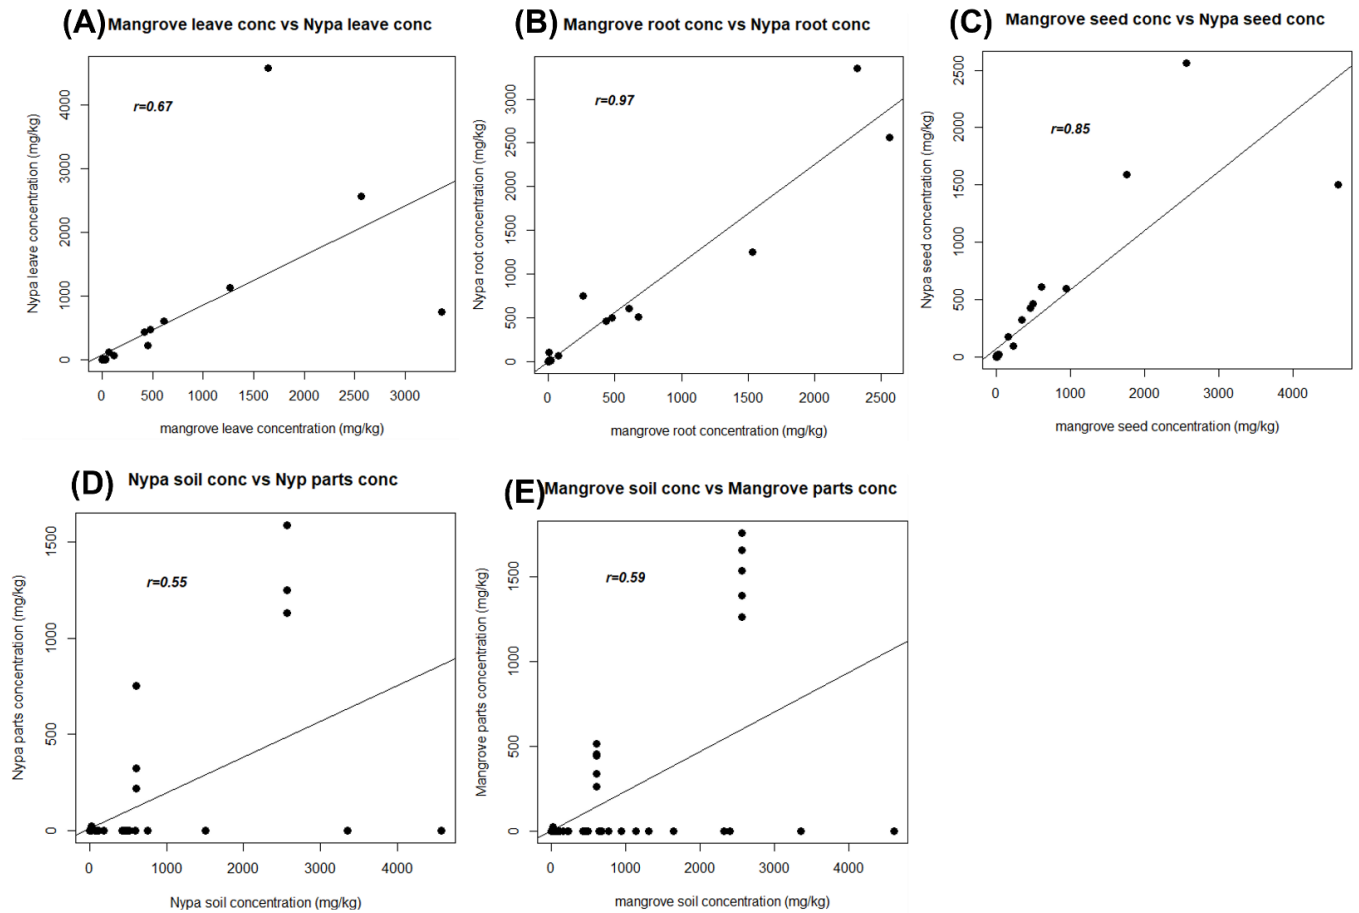 (A) Mangrove leave conc vs Nypa leave conc
r=0.67
Nypa leave concentration (mg/kg)
0 1000 2000 3000 4000
0 500 1000 1500 2000 2500 3000
mangrove leave concentration (mg/kg)
(B) Mangrove root conc vs Nypa root conc
r=0.97
Nypa root concentration (mg/kg)
0 500 1000 1500 2000 2500 3000
0 500 1000 1500 2000 2500
mangrove root concentration (mg/kg)
(C) Mangrove seed conc vs Nypa seed conc
r=0.85
Nypa seed concentration (mg/kg)
0 500 1000 1500 2000 2500
0 1000 2000 3000 4000
mangrove seed concentration (mg/kg)
(D) Nypa soil conc vs Nyp parts conc
r=0.55
Nypa parts concentration (mg/kg)
0 500 1000 1500
0 1000 2000 3000 4000
Nypa soil concentration (mg/kg)
(E) Mangrove soil conc vs Mangrove parts conc
r=0.59
Mangrove parts concentration (mg/kg)
0 500 1000 1500
0 1000 2000 3000 4000
mangrove soil concentration (mg/kg)